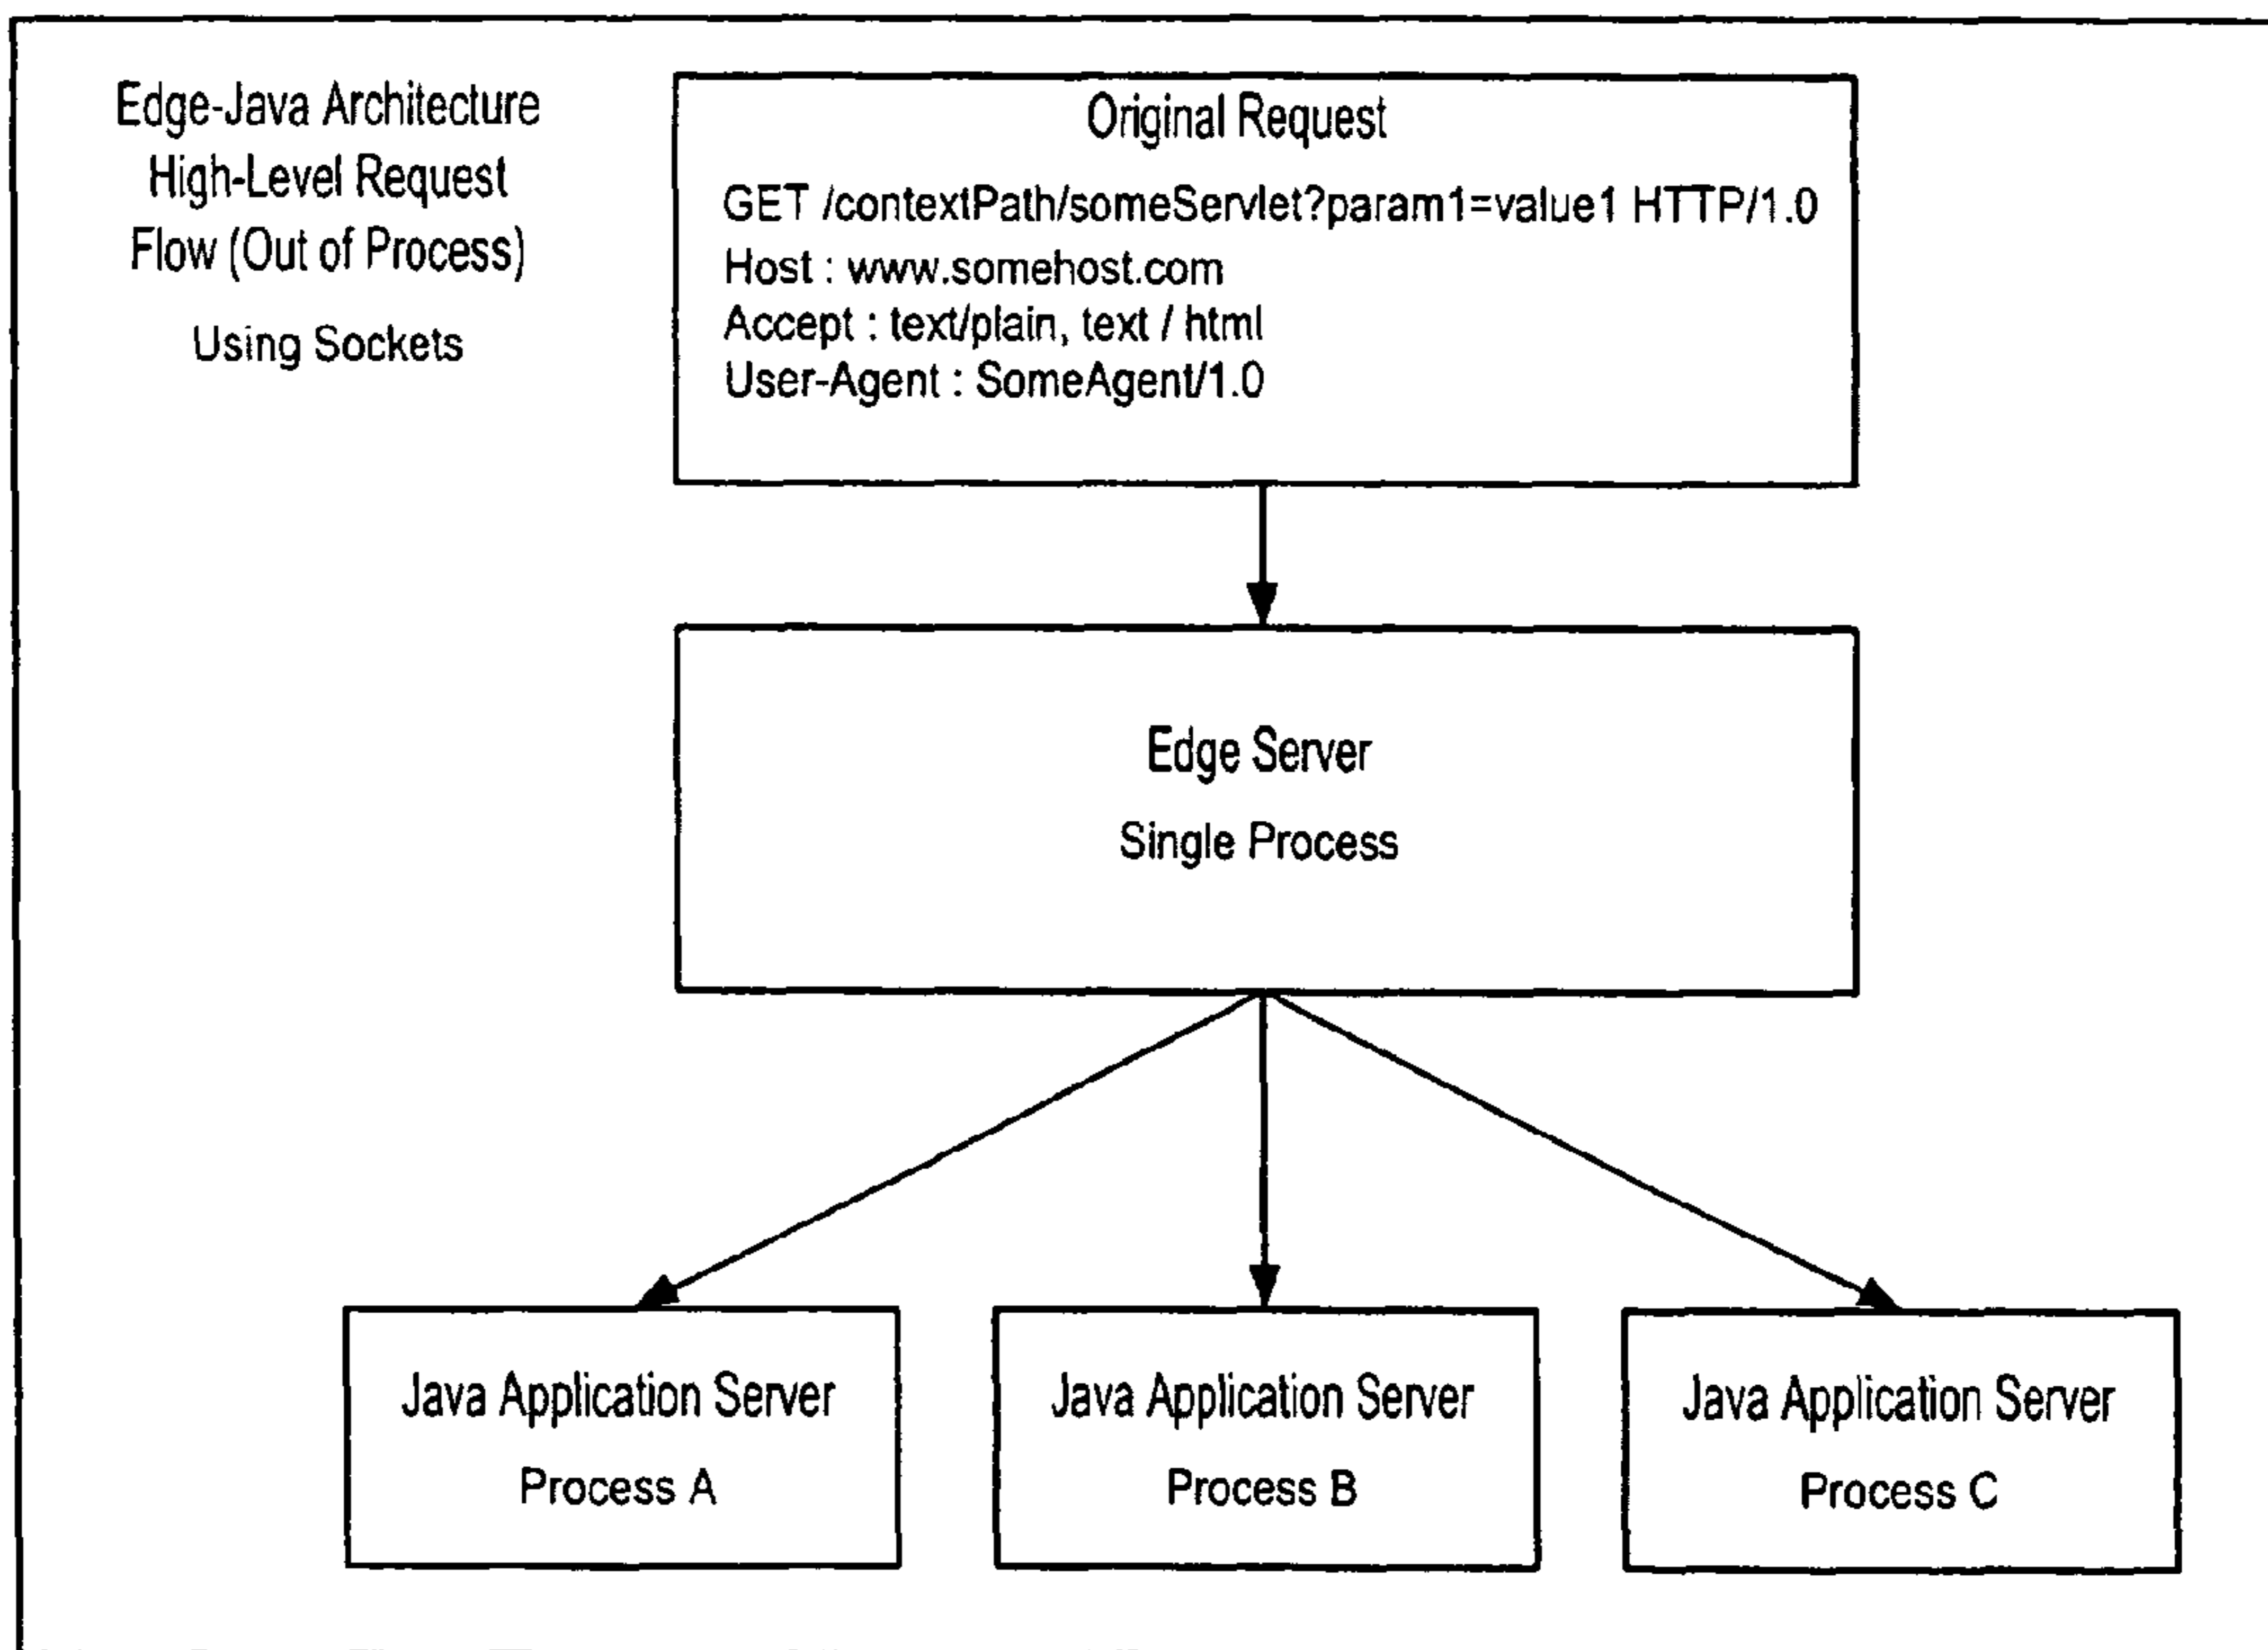 Edge-Java Architecture
High-Level Request
Flow (Out of Process)
Using Sockets
Original Request
GET /contextPath/someServlet?param1=value1 HTTP/1.0
Host : www.somehost.com
Accept : text/plain, text / html
User-Agent : SomeAgent/1.0
Edge Server
Single Process
Java Application Server
Process A
Java Application Server
Process B
Java Application Server
Process C